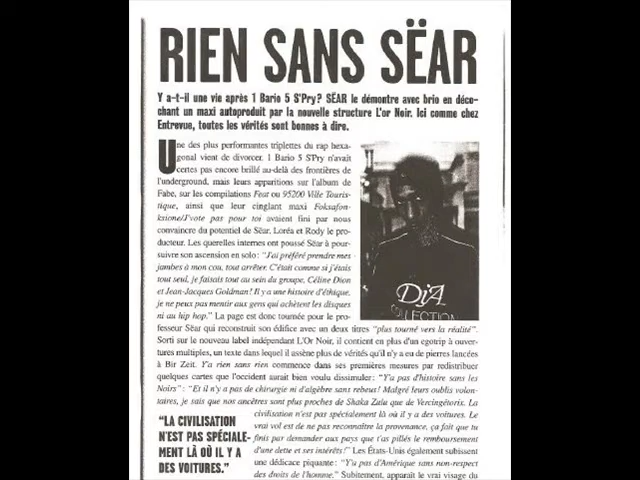 RIEN SANS SËAR
Y a-t-il une vie après 1 Bario 5 S'Pry? SËAR le démontre avec brio en déco-
chant un maxi autoproduit par la nouvelle structure L'or Noir. Ici comme chez
Entrevue, toutes les vérités sont bonnes à dire.
Une des plus performantes triplettes du rap hexa-
gonal vient de divorcer. 1 Bario 5 S'Pry n'avait
certes pas encore brillé au-delà des frontières de
l'underground, mais leurs apparitions sur l'album de
Fabe, sur les compilations Feat ou 95200 Ville Touris-
tique, ainsi que leur cinglant maxi Foksafonk-
ksione/J'vote pas pour toi avaient fini par nous
convaincre du potentiel de Sëar, Loréa et Rody le pro-
ducteur. Les querelles internes ont poussé Sëar à pour-
suivre son ascension en solo : "J'ai préféré prendre mes
jambes à mon cou, tout arrêter. C'était comme si j'étais
tout seul, je faisais tout au sein du groupe. Céline Dion
et Jean-Jacques Goldman! Il y a une histoire d'éthique,
je ne peux pas mentir aux gens qui achètent les disques
ni au hip hop." La page est donc tournée pour le pro-
fesseur Sëar qui reconstruit son édifice avec un deux titres "plus tourné vers la réalité".
Sorti sur le nouveau label indépendant L'Or Noir, il contient en plus d'un egotrip à ouver-
tures multiples, un texte dans lequel il assène plus de vérités qu'il n'y a eu de pierres lancées
à Bir Zeit. Ya rien sans rien commence dans ses premières mesures par redistribuer
quelques cartes que l'occident aurait bien voulu dissimuler : "Y'a pas d'histoire sans les
Noirs" : "Et il n'y a pas de chirurgie ni d'algèbre sans rebeus! Malgré leurs oublis volon-
taires, je sais que nos ancêtres sont plus proches de Shaka Zulu que de Vercingétorix. La
civilisation n'est pas spécialement là où il y a des voitures. Le
vrai vol est de ne pas reconnaître la provenance, ça fait que tu
finis par demander aux pays que t'as pillés le remboursement
d'une dette et ses intérêts!" Les États-Unis également subissent
une dédicace piquante : "Y'a pas d'Amérique sans non-respect
des droits de l'homme." Subitement, apparaît le vrai visage du
"LA CIVILISATION
N'EST PAS SPÉCIALE-
MENT LÀ OÙ IL Y A
DES VOITURES."
DjA
COLLECTION